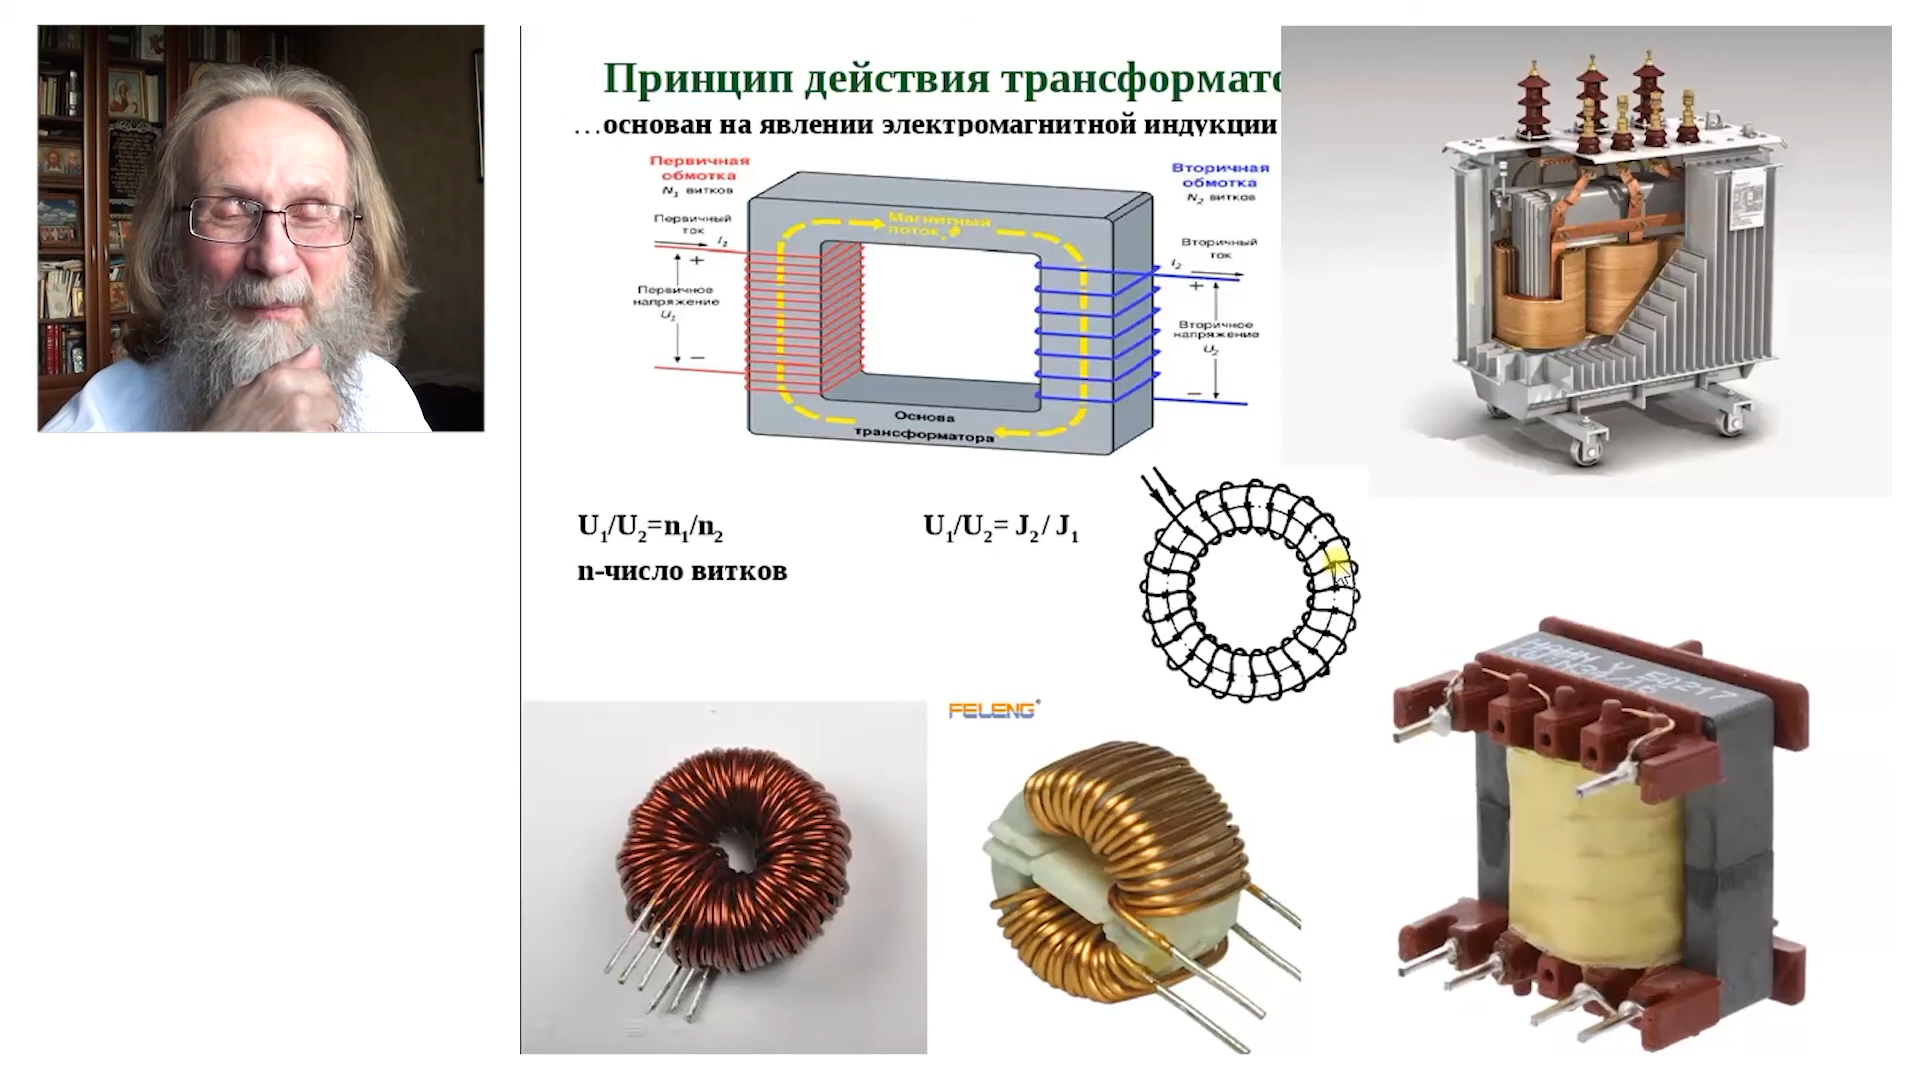 Принцип действия трансформато
…основан на явлении электромагнитной индукции
Первичная
обмотка
N₁ витков
Первичный
ток
I₁
+
Первичное
напряжение
U₁
−
Магнитный
поток, Ф
Основа
трансформатора
Вторичная
обмотка
N₂ витков
Вторичный
ток
I₂
+
Вторичное
напряжение
U₂
−
U₁/U₂=n₁/n₂
U₁/U₂= J₂ / J₁
n-число витков
FELENG
HAHN Y 50247